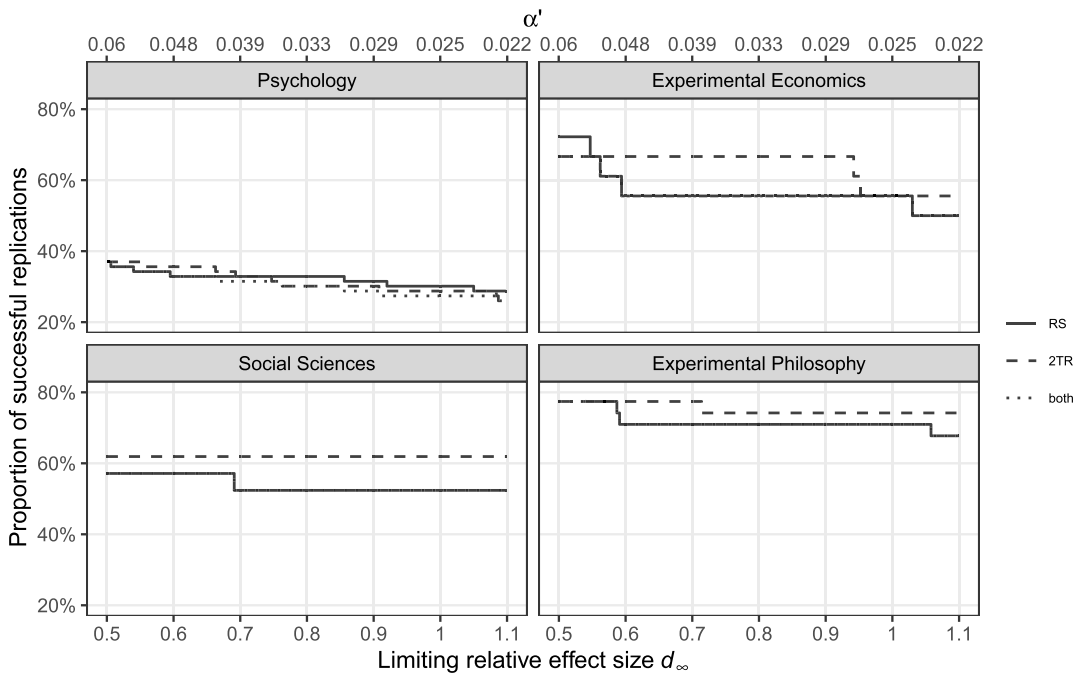 α'
0.06 0.048 0.039 0.033 0.029 0.025 0.022 0.06 0.048 0.039 0.033 0.029 0.025 0.022
Psychology Experimental Economics
80%
60%
40%
20%
Social Sciences Experimental Philosophy
80%
60%
40%
20%
0.5 0.6 0.7 0.8 0.9 1 1.1 0.5 0.6 0.7 0.8 0.9 1 1.1
Limiting relative effect size d∞
Proportion of successful replications
RS
2TR
both